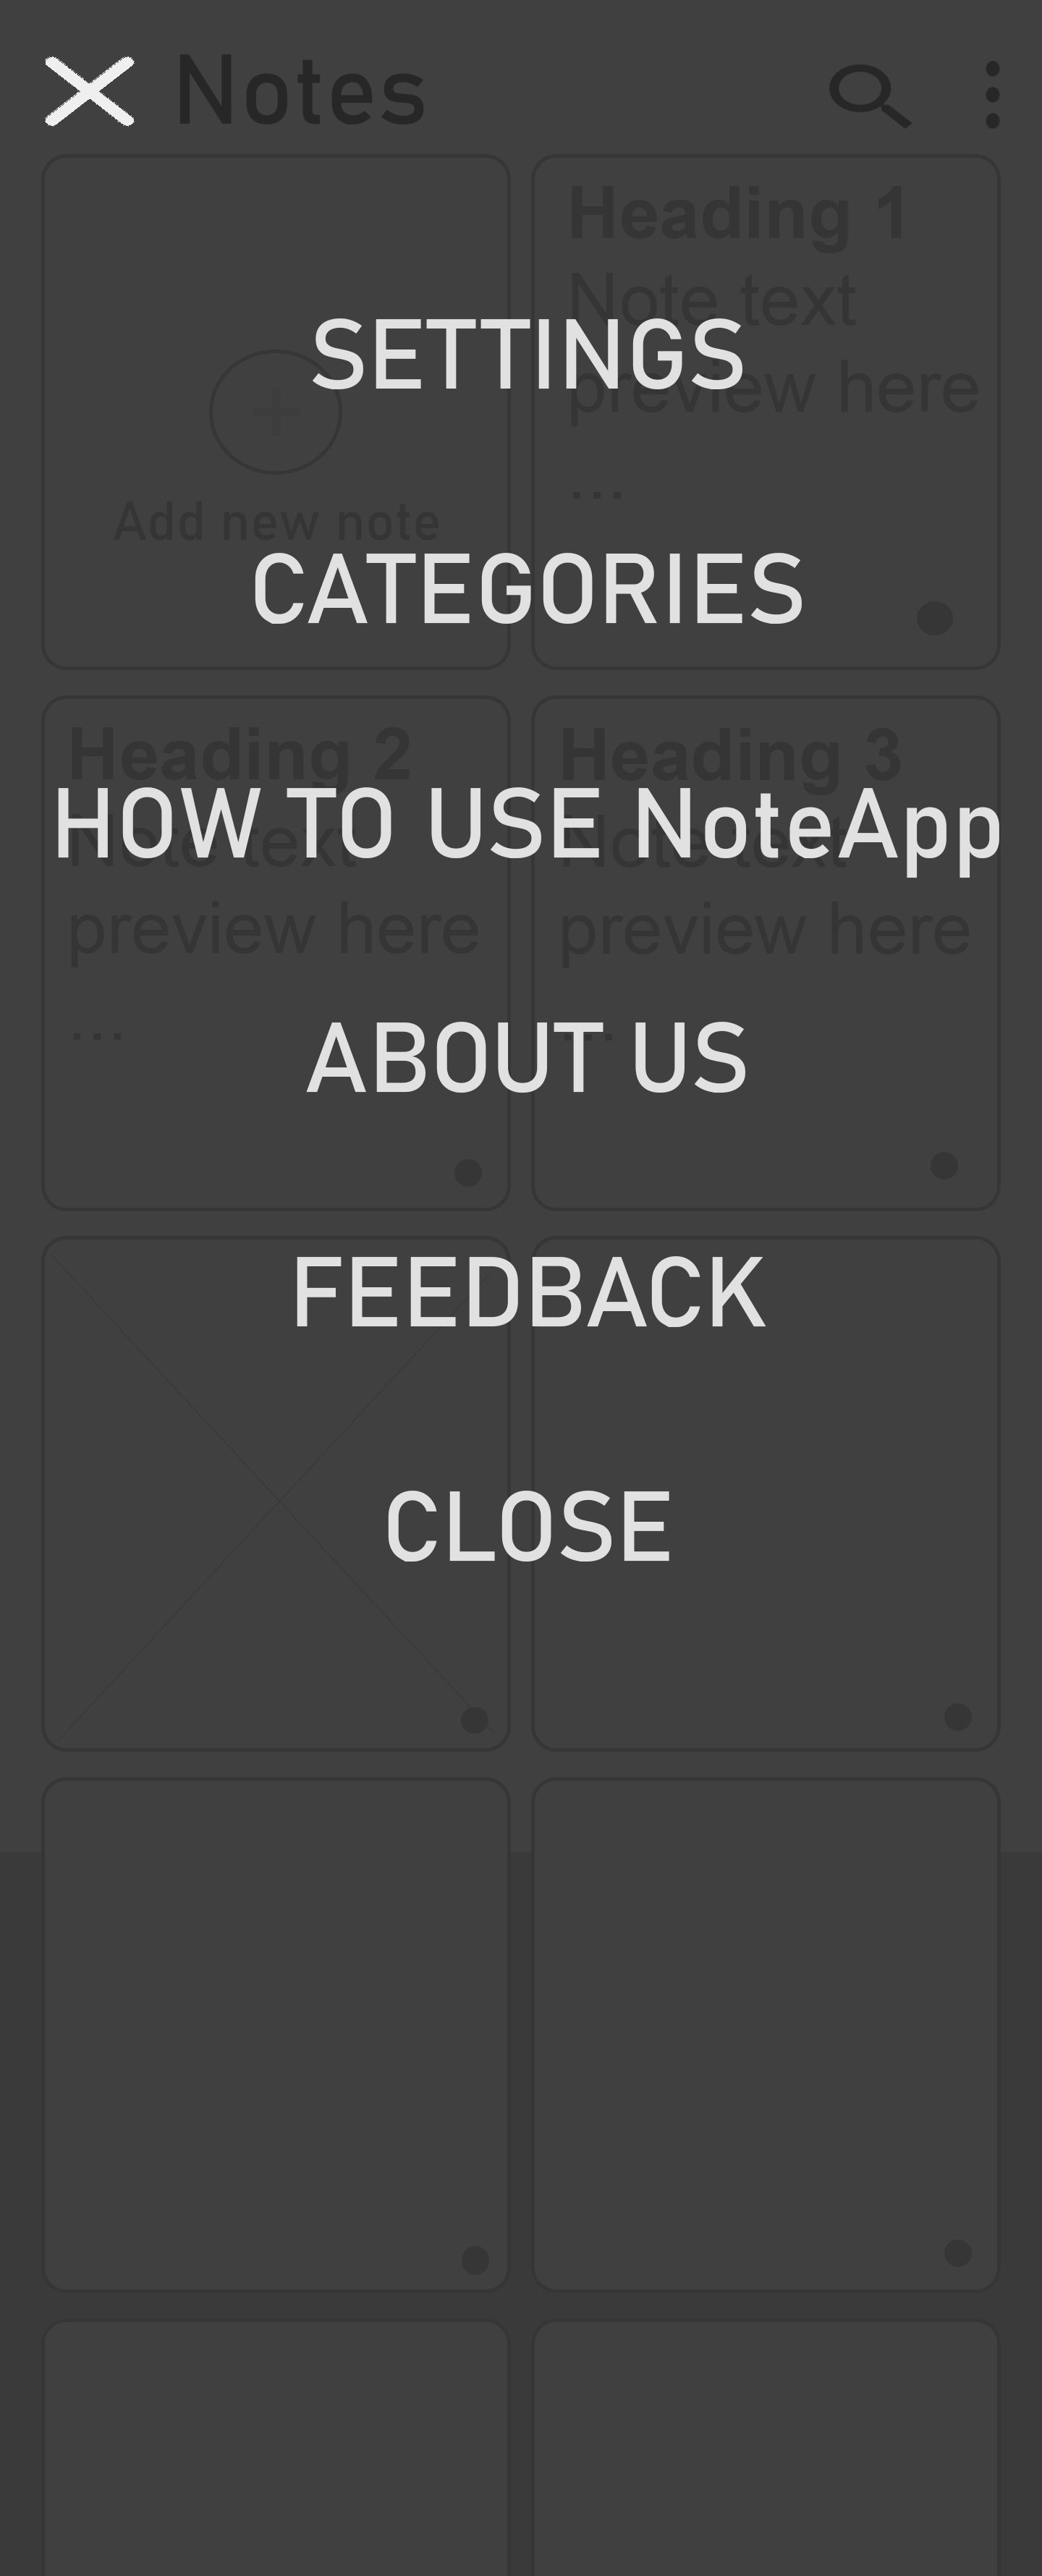 Notes
Heading 1
Note text
preview here
...
SETTINGS
+
Add new note
CATEGORIES
Heading 2
Note text
preview here
...
Heading 3
Note text
preview here
...
HOW TO USE NoteApp
ABOUT US
FEEDBACK
CLOSE